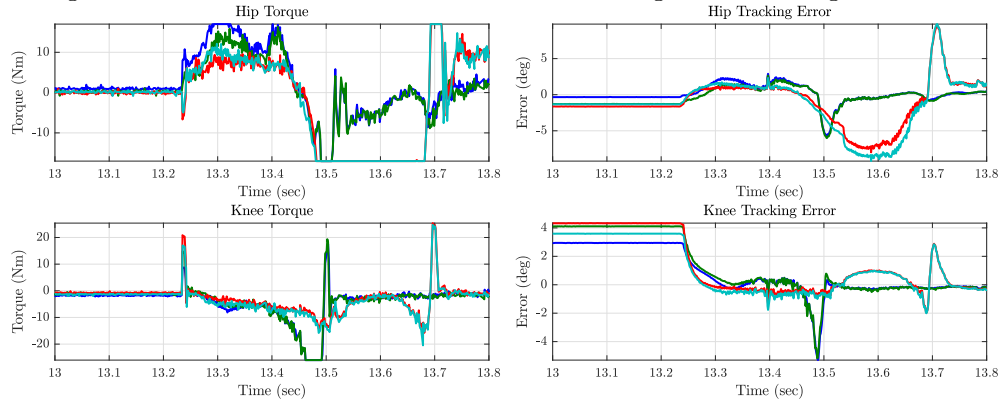 Hip Torque
Torque (Nm)
10
0
-10
13 13.1 13.2 13.3 13.4 13.5 13.6 13.7 13.8
Time (sec)
Hip Tracking Error
Error (deg)
5
0
-5
13 13.1 13.2 13.3 13.4 13.5 13.6 13.7 13.8
Time (sec)
Knee Torque
Torque (Nm)
20
10
0
-10
-20
13 13.1 13.2 13.3 13.4 13.5 13.6 13.7 13.8
Time (sec)
Knee Tracking Error
Error (deg)
4
2
0
-2
-4
13 13.1 13.2 13.3 13.4 13.5 13.6 13.7 13.8
Time (sec)